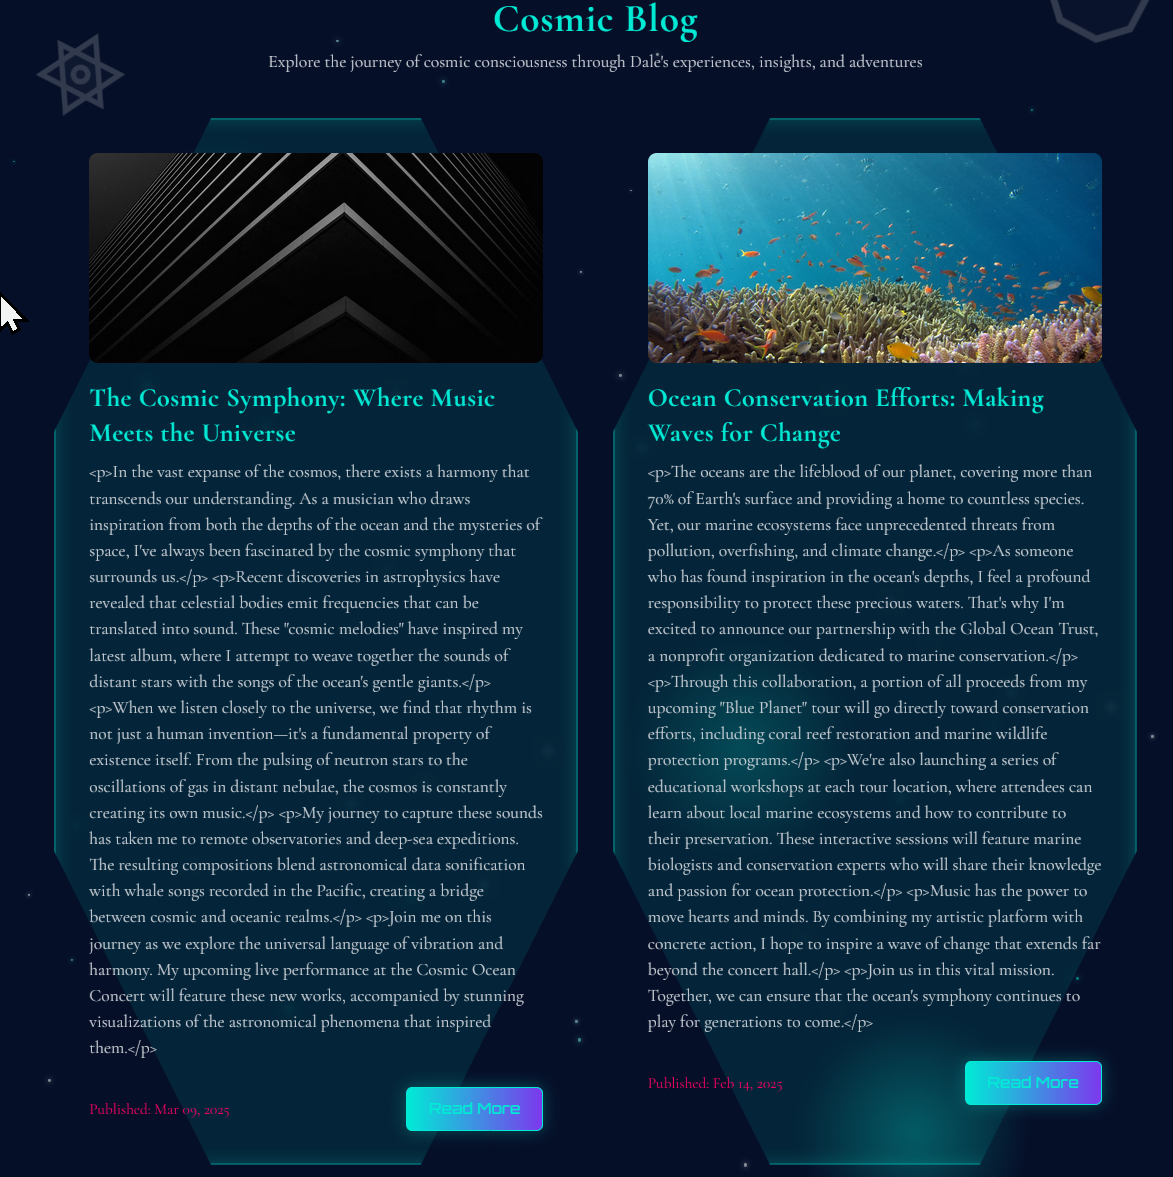 Cosmic Blog
Explore the journey of cosmic consciousness through Dale's experiences, insights, and adventures
The Cosmic Symphony: Where Music
Meets the Universe
<p>In the vast expanse of the cosmos, there exists a harmony that
transcends our understanding. As a musician who draws
inspiration from both the depths of the ocean and the mysteries of
space, I've always been fascinated by the cosmic symphony that
surrounds us.</p> <p>Recent discoveries in astrophysics have
revealed that celestial bodies emit frequencies that can be
translated into sound. These "cosmic melodies" have inspired my
latest album, where I attempt to weave together the sounds of
distant stars with the songs of the ocean's gentle giants.</p>
<p>When we listen closely to the universe, we find that rhythm is
not just a human invention—it's a fundamental property of
existence itself. From the pulsing of neutron stars to the
oscillations of gas in distant nebulae, the cosmos is constantly
creating its own music.</p> <p>My journey to capture these sounds
has taken me to remote observatories and deep-sea expeditions.
The resulting compositions blend astronomical data sonification
with whale songs recorded in the Pacific, creating a bridge
between cosmic and oceanic realms.</p> <p>Join me on this
journey as we explore the universal language of vibration and
harmony. My upcoming live performance at the Cosmic Ocean
Concert will feature these new works, accompanied by stunning
visualizations of the astronomical phenomena that inspired
them.</p>
Published: Mar 09, 2025
Read More
Ocean Conservation Efforts: Making
Waves for Change
<p>The oceans are the lifeblood of our planet, covering more than
70% of Earth's surface and providing a home to countless species.
Yet, our marine ecosystems face unprecedented threats from
pollution, overfishing, and climate change.</p> <p>As someone
who has found inspiration in the ocean's depths, I feel a profound
responsibility to protect these precious waters. That's why I'm
excited to announce our partnership with the Global Ocean Trust,
a nonprofit organization dedicated to marine conservation.</p>
<p>Through this collaboration, a portion of all proceeds from my
upcoming "Blue Planet" tour will go directly toward conservation
efforts, including coral reef restoration and marine wildlife
protection programs.</p> <p>We're also launching a series of
educational workshops at each tour location, where attendees can
learn about local marine ecosystems and how to contribute to
their preservation. These interactive sessions will feature marine
biologists and conservation experts who will share their knowledge
and passion for ocean protection.</p> <p>Music has the power to
move hearts and minds. By combining my artistic platform with
concrete action, I hope to inspire a wave of change that extends far
beyond the concert hall.</p> <p>Join us in this vital mission.
Together, we can ensure that the ocean's symphony continues to
play for generations to come.</p>
Published: Feb 14, 2025
Read More